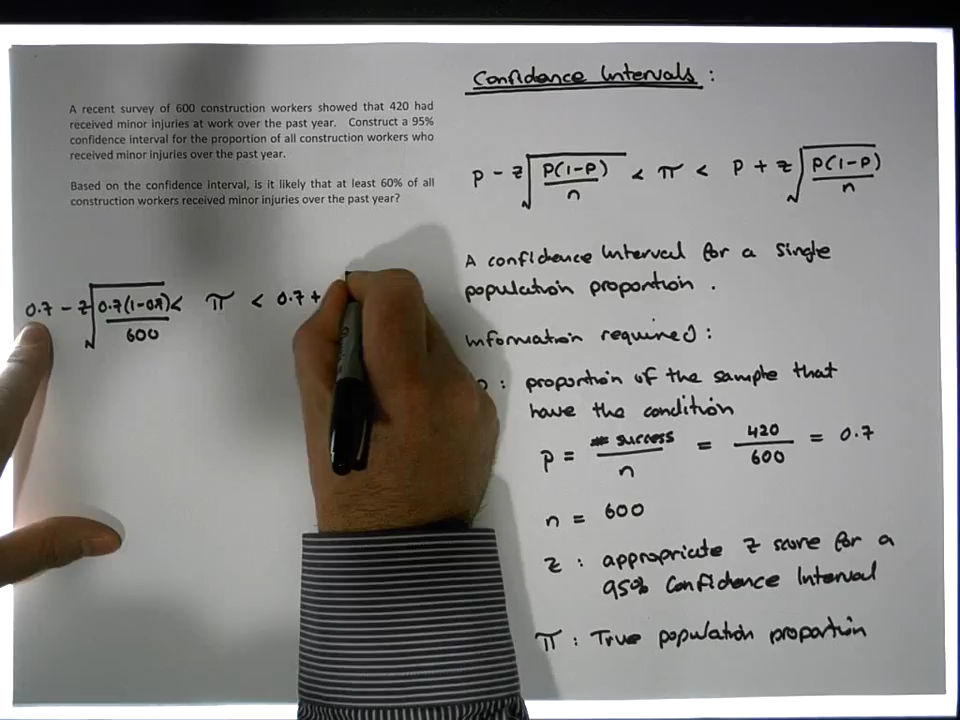 Confidence Intervals :
A recent survey of 600 construction workers showed that 420 had
received minor injuries at work over the past year. Construct a 95%
confidence interval for the proportion of all construction workers who
received minor injuries over the past year.
Based on the confidence interval, is it likely that at least 60% of all
construction workers received minor injuries over the past year?
P - z√(P(1-P)/n) < π < P + z√(P(1-P)/n)
A confidence Interval for a single
population proportion .
Information required :
: proportion of the sample that
have the condition
P = # success/n = 420/600 = 0.7
n = 600
z : appropriate z score for a
95% Confidence Interval
π : True population proportion
0.7 - z√(0.7(1-0.7)/600) < π < 0.7 +